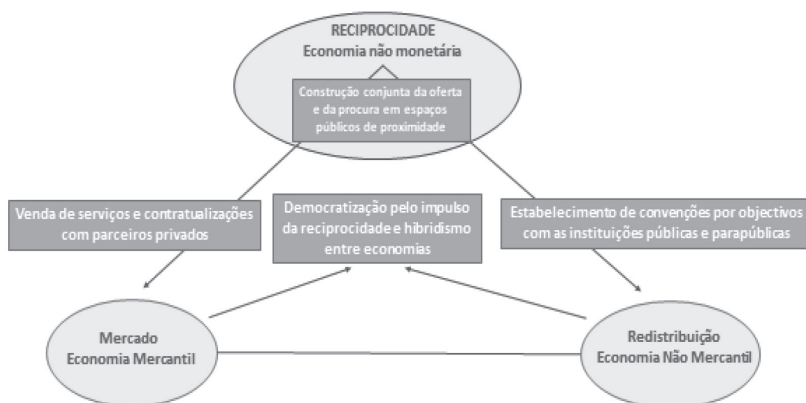 RECIPROCIDADE
Economia não monetária
Construção conjunta da oferta
e da procura em espaços
públicos de proximidade
Venda de serviços e contratualizações
com parceiros privados
Democratização pelo impulso
da reciprocidade e hibridismo
entre economias
Estabelecimento de convenções por objectivos
com as instituições públicas e parapúblicas
Mercado
Economia Mercantil
Redistribuição
Economia Não Mercantil